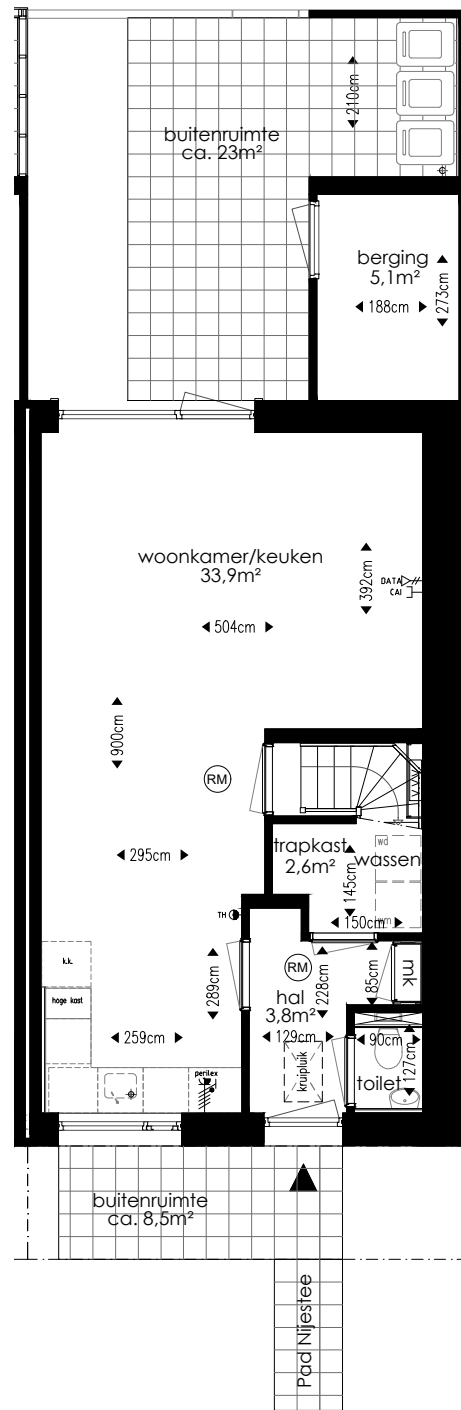 210cm
buitenruimte
ca. 23m²
berging
5,1m²
188cm
273cm
woonkamer/keuken
33,9m²
392cm
DATA
CAI
504cm
900cm
RM
trapkast
2,6m²
wd
wassen
295cm
145cm
150cm
wm
TH
k.k.
hoge kast
289cm
RM
228cm
85cm
mk
hal
3,8m²
129cm
90cm
127cm
259cm
kruipluik
toilet
perilex
buitenruimte
ca. 8,5m²
Pad Nijestee